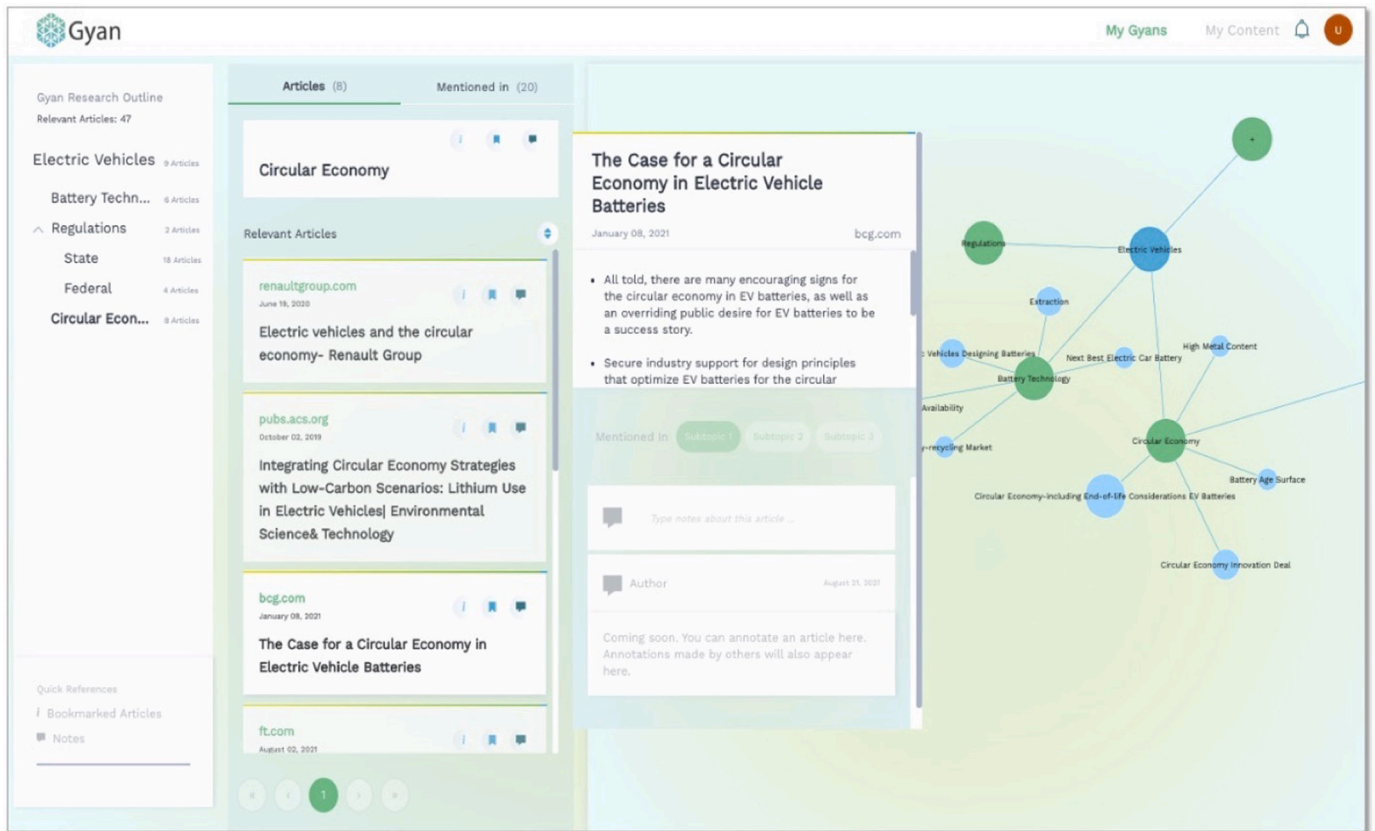 Gyan
My Gyans
My Content
U
Gyan Research Outline
Relevant Articles: 47
Electric Vehicles 9 Articles
Battery Techn... 6 Articles
Regulations 2 Articles
State 18 Articles
Federal 4 Articles
Circular Econ... 8 Articles
Quick References
i Bookmarked Articles
Notes
Articles (8)
Mentioned in (20)
i
Circular Economy
Relevant Articles
renaultgroup.com
i
June 19, 2020
Electric vehicles and the circular
economy- Renault Group
pubs.acs.org
i
October 02, 2019
Integrating Circular Economy Strategies
with Low-Carbon Scenarios: Lithium Use
in Electric Vehicles| Environmental
Science& Technology
bcg.com
i
January 08, 2021
The Case for a Circular Economy in
Electric Vehicle Batteries
ft.com
i
August 02, 2021
« ‹ 1 › »
The Case for a Circular
Economy in Electric Vehicle
Batteries
January 08, 2021
bcg.com
• All told, there are many encouraging signs for
the circular economy in EV batteries, as well as
an overriding public desire for EV batteries to be
a success story.
• Secure industry support for design principles
that optimize EV batteries for the circular
Mentioned in Subtopic 1 Subtopic 2 Subtopic 3
Type notes about this article ...
Author
August 31, 2021
Coming soon. You can annotate an article here.
Annotations made by others will also appear
here.
+
Regulations
Electric Vehicles
Extraction
High Metal Content
Vehicles Designing Batteries
Next Best Electric Car Battery
Battery Technology
Availability
Circular Economy
y-recycling Market
Battery Age Surface
Circular Economy-including End-of-life Considerations EV Batteries
Circular Economy Innovation Deal